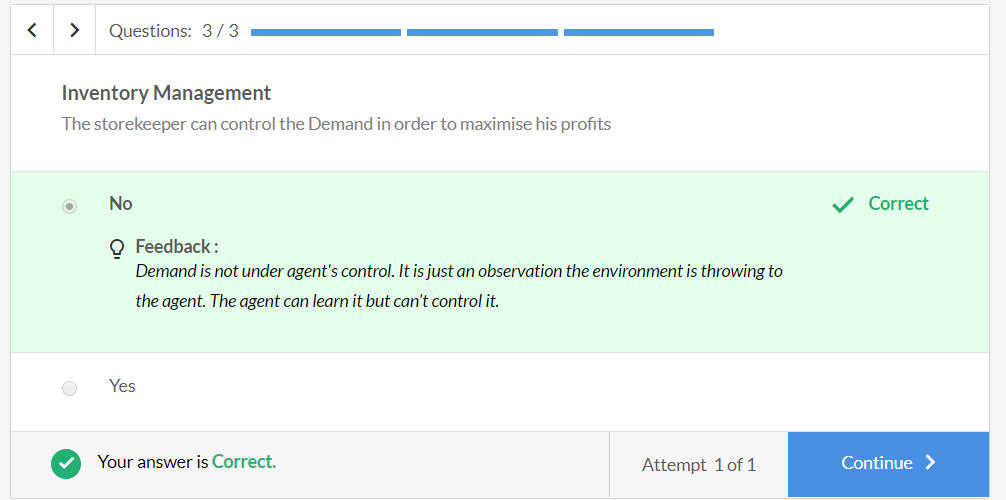 Questions: 3 / 3
Inventory Management
The storekeeper can control the Demand in order to maximise his profits
No
Correct
Feedback :
Demand is not under agent's control. It is just an observation the environment is throwing to
the agent. The agent can learn it but can't control it.
Yes
Your answer is Correct.
Attempt 1 of 1
Continue